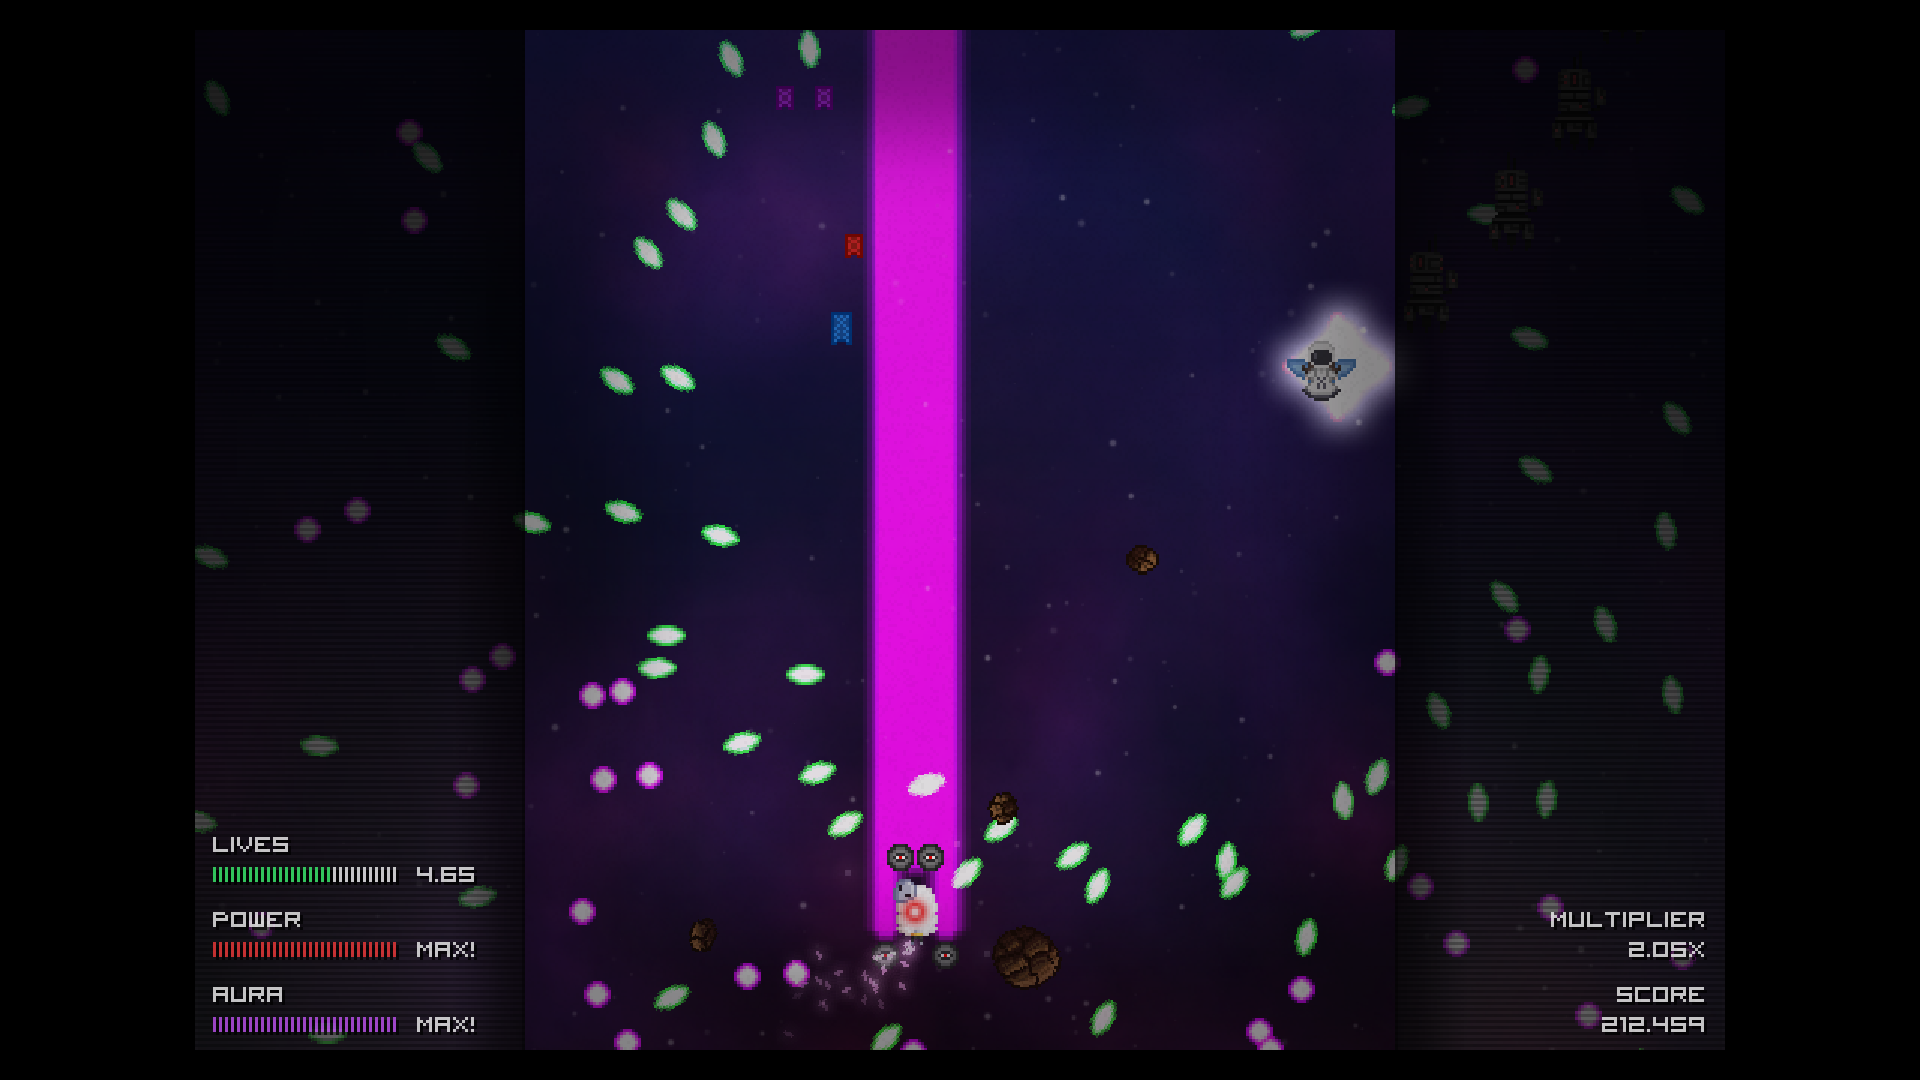 LIVES
4.65
POWER
MAX!
AURA
MAX!
MULTIPLIER
2.05X
SCORE
212.459